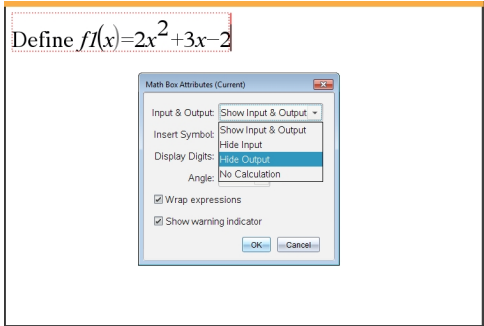 Define f1(x)=2x²+3x−2
Math Box Attributes (Current)
Input & Output: Show Input & Output
Show Input & Output
Insert Symbol:
Hide Input
Display Digits:
Hide Output
Angle:
No Calculation
Wrap expressions
Show warning indicator
OK Cancel